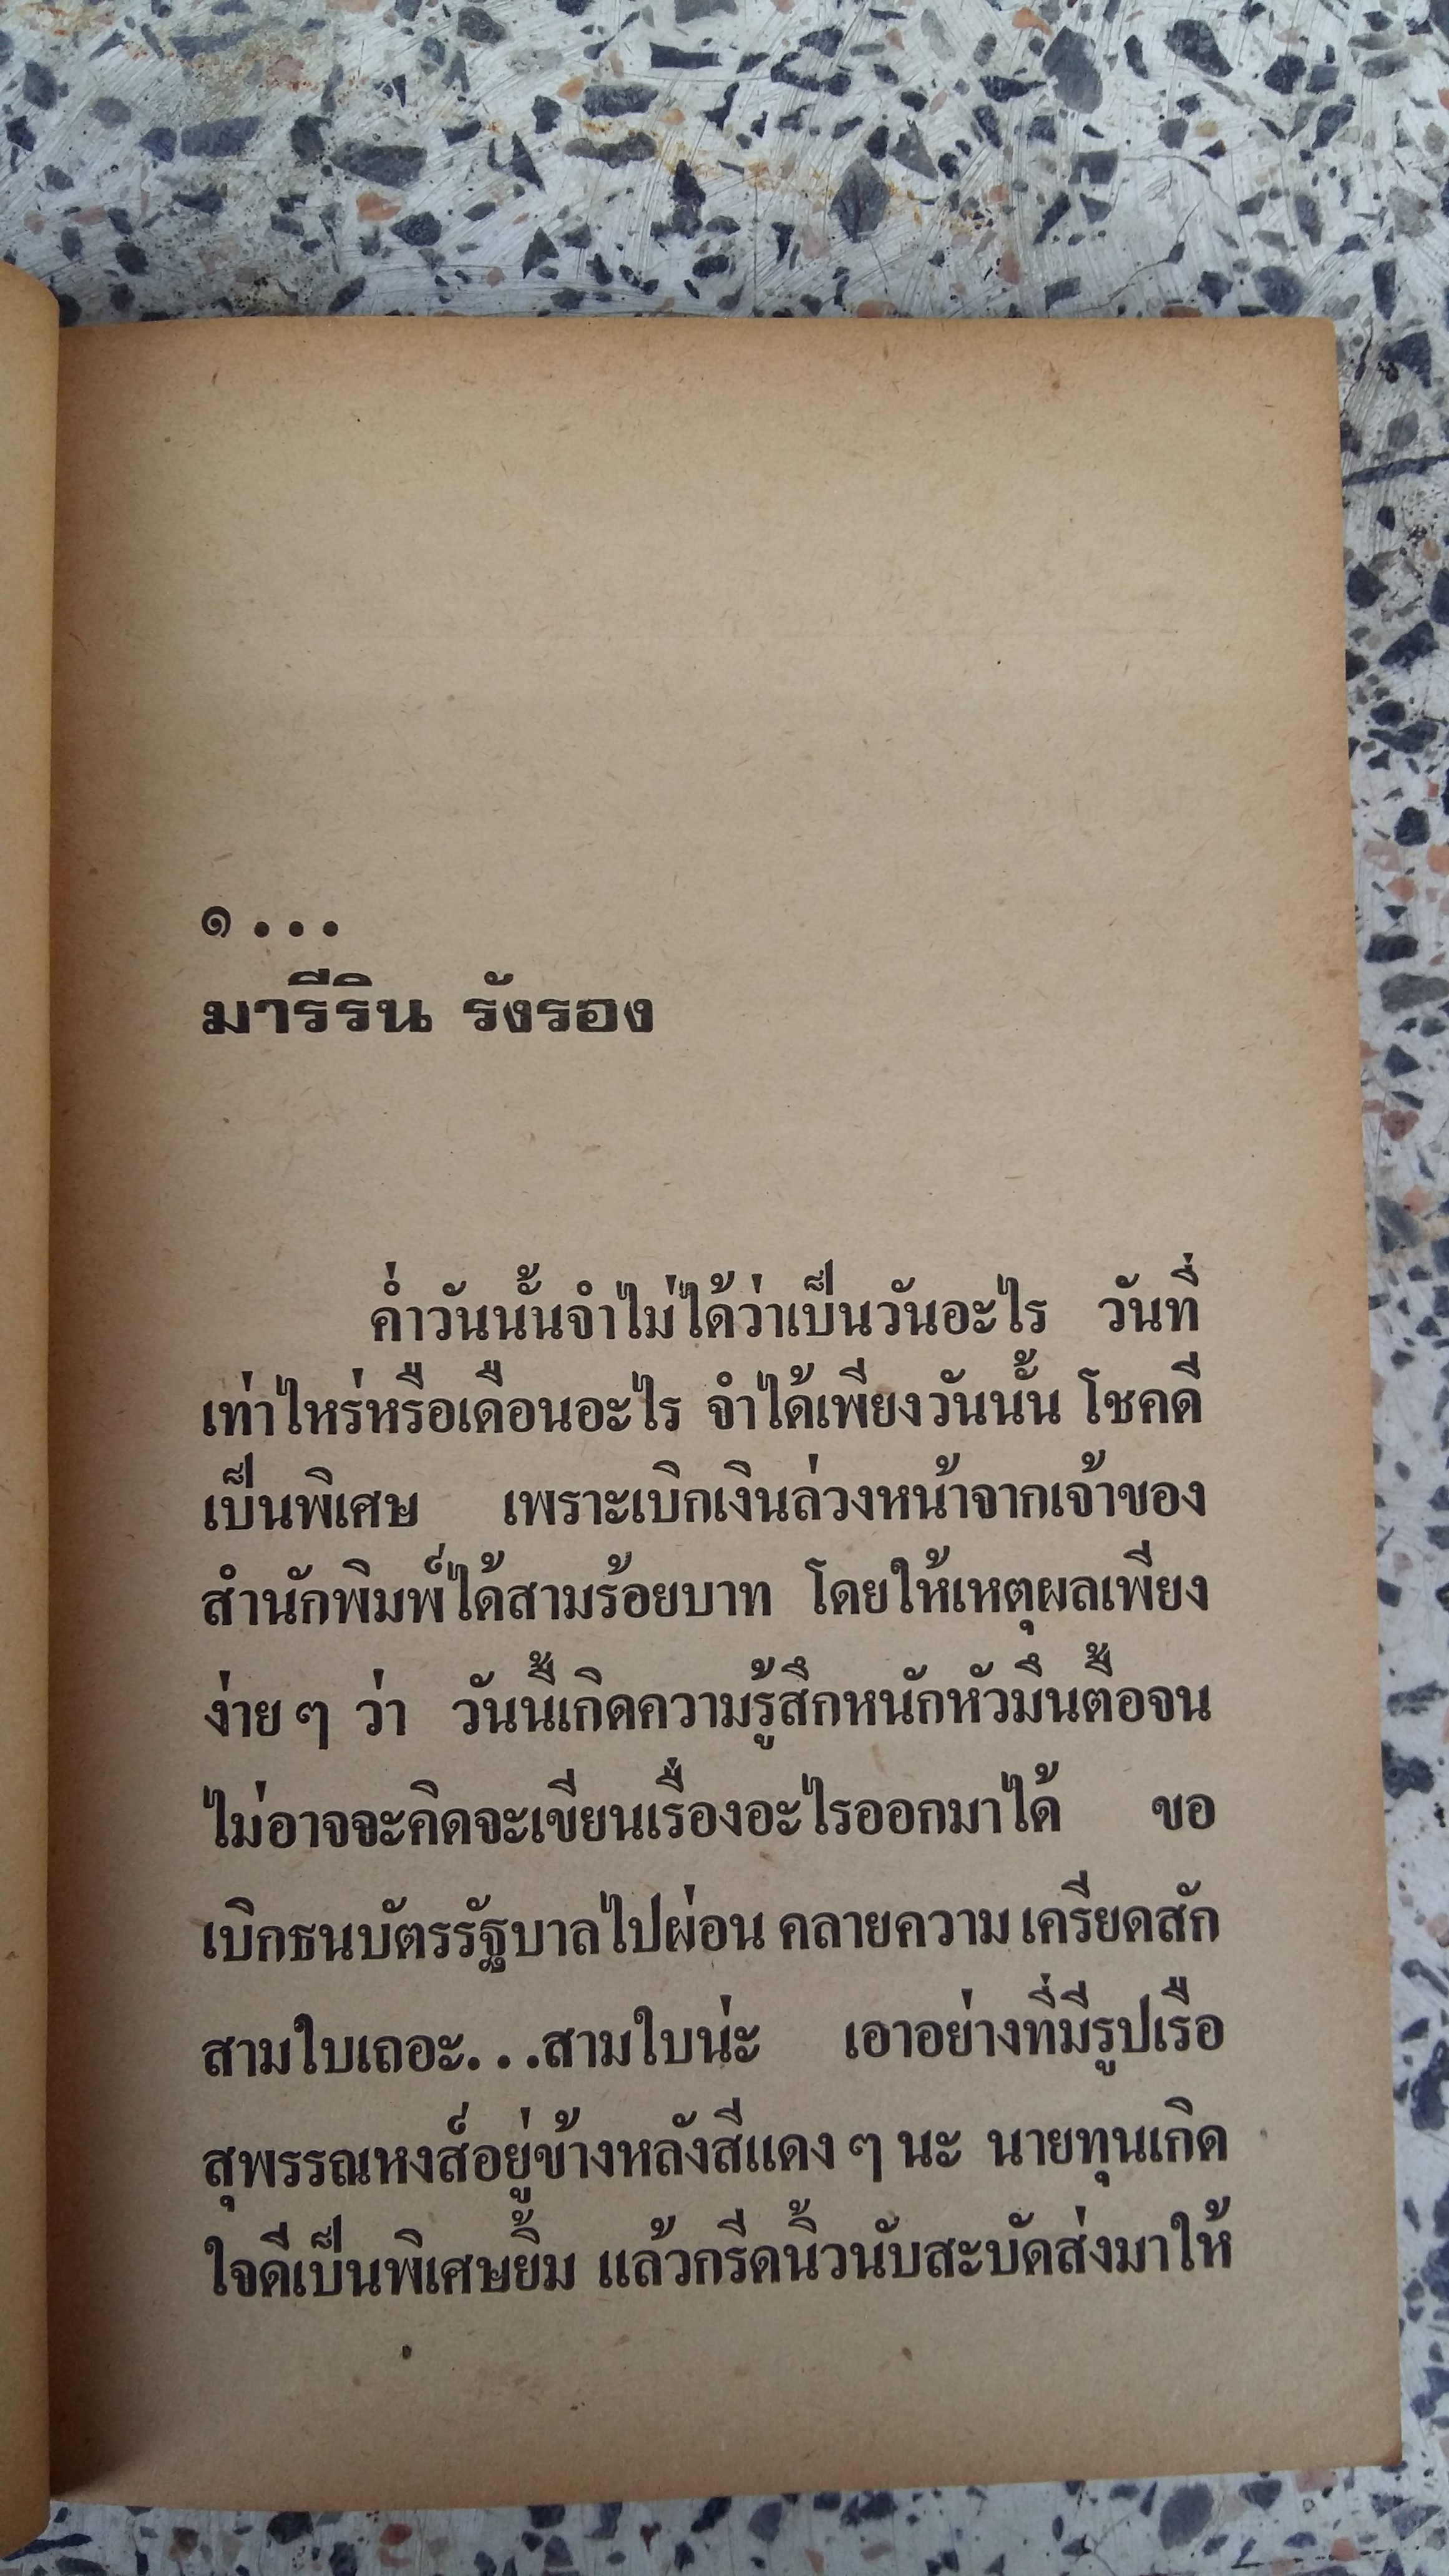 ๑...
มารีริน รังรอง
ค่ำวันนั้นจำไม่ได้ว่าเป็นวันอะไร วันที่
เท่าไหร่หรือเดือนอะไร จำได้เพียงวันนั้น โชคดี
เป็นพิเศษ เพราะเบิกเงินล่วงหน้าจากเจ้าของ
สำนักพิมพ์ได้สามร้อยบาท โดยให้เหตุผลเพียง
ง่าย ๆ ว่า วันนี้เกิดความรู้สึกหนักหัวมึนตื้อจน
ไม่อาจจะคิดจะเขียนเรื่องอะไรออกมาได้ ขอ
เบิกธนบัตรรัฐบาลไปผ่อน คลายความ เครียดสัก
สามใบเถอะ...สามใบน่ะ เอาอย่างที่มีรูปเรือ
สุพรรณหงส์อยู่ข้างหลังสีแดง ๆ นะ นายทุนเกิด
ใจดีเป็นพิเศษยิ้ม แล้วกรีดนิ้วนับสะบัดส่งมาให้